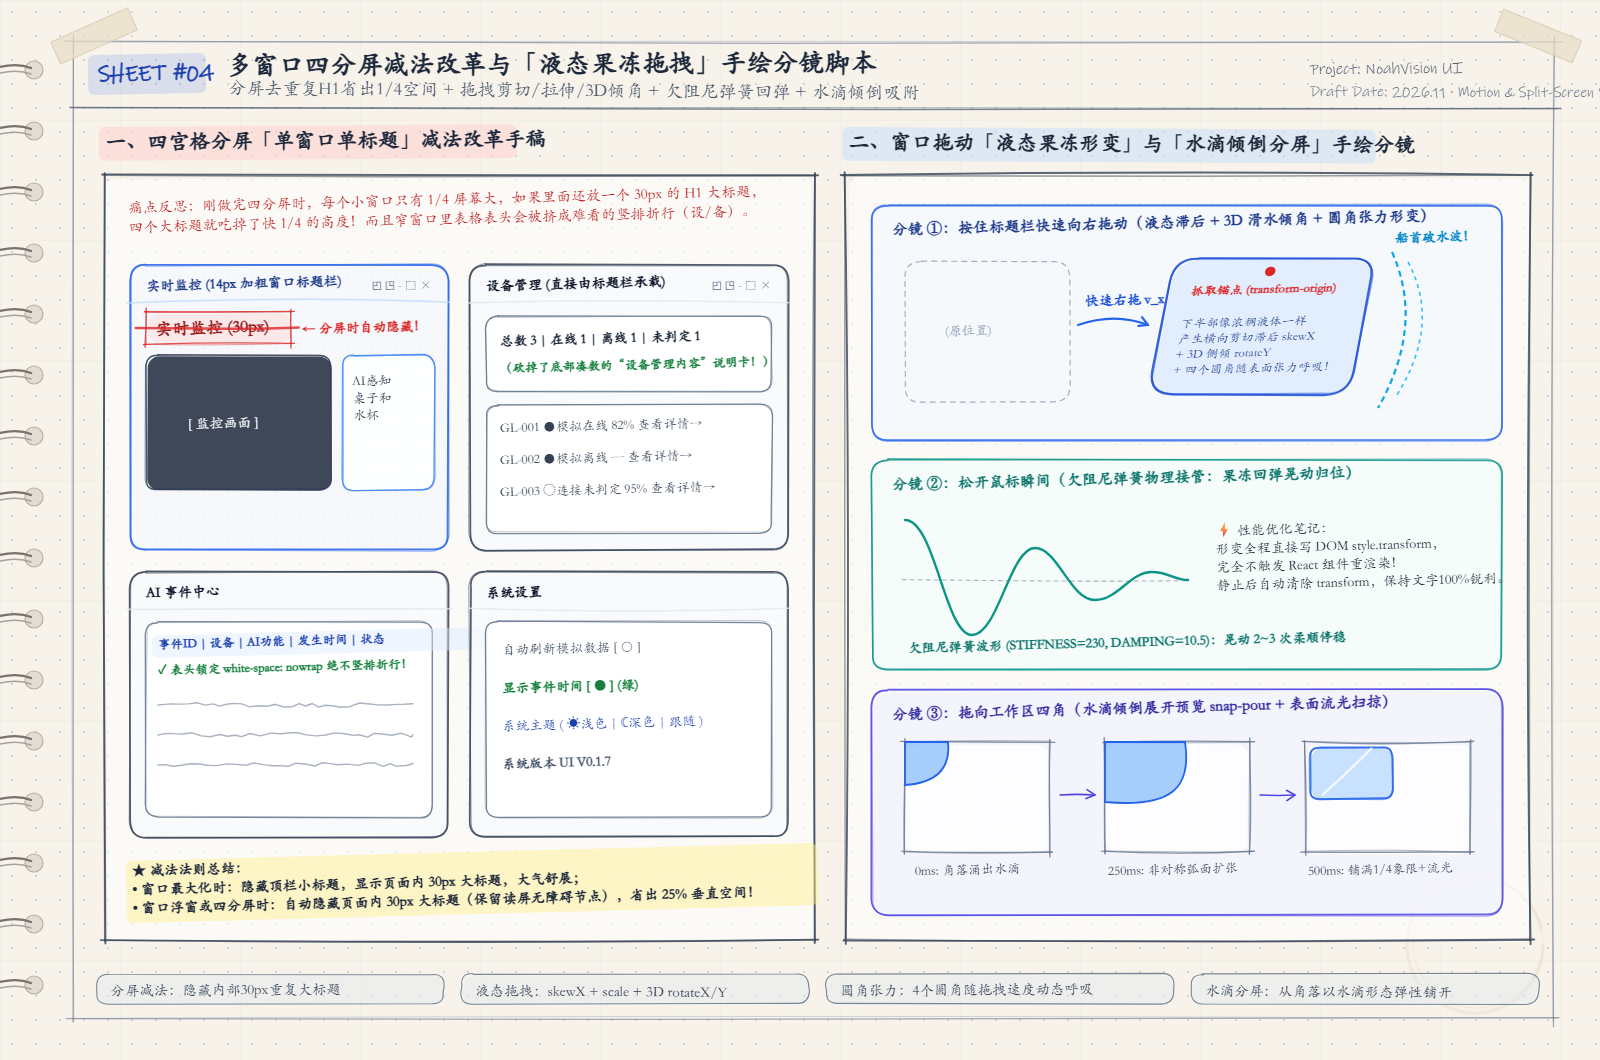 SHEET #04
多窗口四分屏减法改革与「液态果冻拖拽」手绘分镜脚本
分屏去重复H1省出1/4空间 + 拖拽剪切/拉伸/3D倾角 + 欠阻尼弹簧回弹 + 水滴倾倒吸附
Project: NoahVision UI
Draft Date: 2026.11 · Motion & Split-Screen
一、四宫格分屏「单窗口单标题」减法改革手稿
痛点反思：刚做完四分屏时，每个小窗口只有 1/4 屏幕大，如果里面还放一个 30px 的 H1 大标题，
四个大标题就吃掉了快 1/4 的高度！而且窄窗口里表格表头会被挤成难看的竖排折行（设/备）。
实时监控 (14px 加粗窗口标题栏)
◰ ◳ - □ ×
实时监控 (30px)
← 分屏时自动隐藏！
[ 监控画面 ]
AI感知
桌子和
水杯
设备管理 (直接由标题栏承载)
◰ ◳ - □ ×
总数 3 | 在线 1 | 离线 1 | 未判定 1
（砍掉了底部凑数的“设备管理内容”说明卡！）
GL-001 ●模拟在线 82% 查看详情→
GL-002 ●模拟离线 — 查看详情→
GL-003 ◌连接未判定 95% 查看详情→
AI 事件中心
事件ID | 设备 | AI功能 | 发生时间 | 状态
✓ 表头锁定 white-space: nowrap 绝不竖排折行！
系统设置
自动刷新模拟数据 [ ○ ]
显示事件时间 [ ● ] (绿)
系统主题 ( ☀浅色 | ☾深色 | 跟随 )
系统版本 UI V0.1.7
★ 减法法则总结：
• 窗口最大化时：隐藏顶栏小标题，显示页面内 30px 大标题，大气舒展；
• 窗口浮窗或四分屏时：自动隐藏页面内 30px 大标题（保留读屏无障碍节点），省出 25% 垂直空间！
二、窗口拖动「液态果冻形变」与「水滴倾倒分屏」手绘分镜
分镜 ①：按住标题栏快速向右拖动（液态滞后 + 3D 滑水倾角 + 圆角张力形变）
船首破水波！
(原位置)
快速右拖 v_x
抓取锚点 (transform-origin)
下半部像浓稠液体一样
产生横向剪切滞后 skewX
+ 3D 侧倾 rotateY
+ 四个圆角随表面张力呼吸！
分镜 ②：松开鼠标瞬间（欠阻尼弹簧物理接管：果冻回弹晃动归位）
⚡ 性能优化笔记：
形变全程直接写 DOM style.transform，
完全不触发 React 组件重渲染！
静止后自动清除 transform，保持文字100%锐利。
欠阻尼弹簧波形 (STIFFNESS=230, DAMPING=10.5)：晃动 2~3 次柔顺停稳
分镜 ③：拖向工作区四角（水滴倾倒展开预览 snap-pour + 表面流光扫掠）
0ms: 角落涌出水滴
250ms: 非对称弧面扩张
500ms: 铺满1/4象限+流光
分屏减法：隐藏内部30px重复大标题
液态拖拽：skewX + scale + 3D rotateX/Y
圆角张力：4个圆角随拖拽速度动态呼吸
水滴分屏：从角落以水滴形态弹性铺开